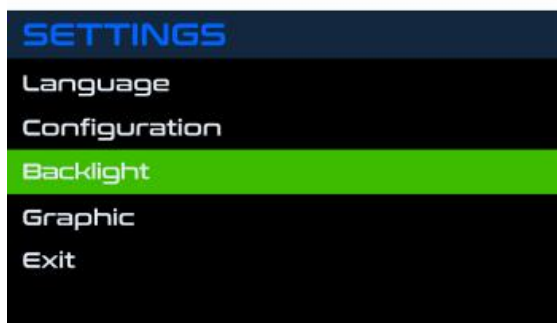 SETTINGS
Language
Configuration
Backlight
Graphic
Exit